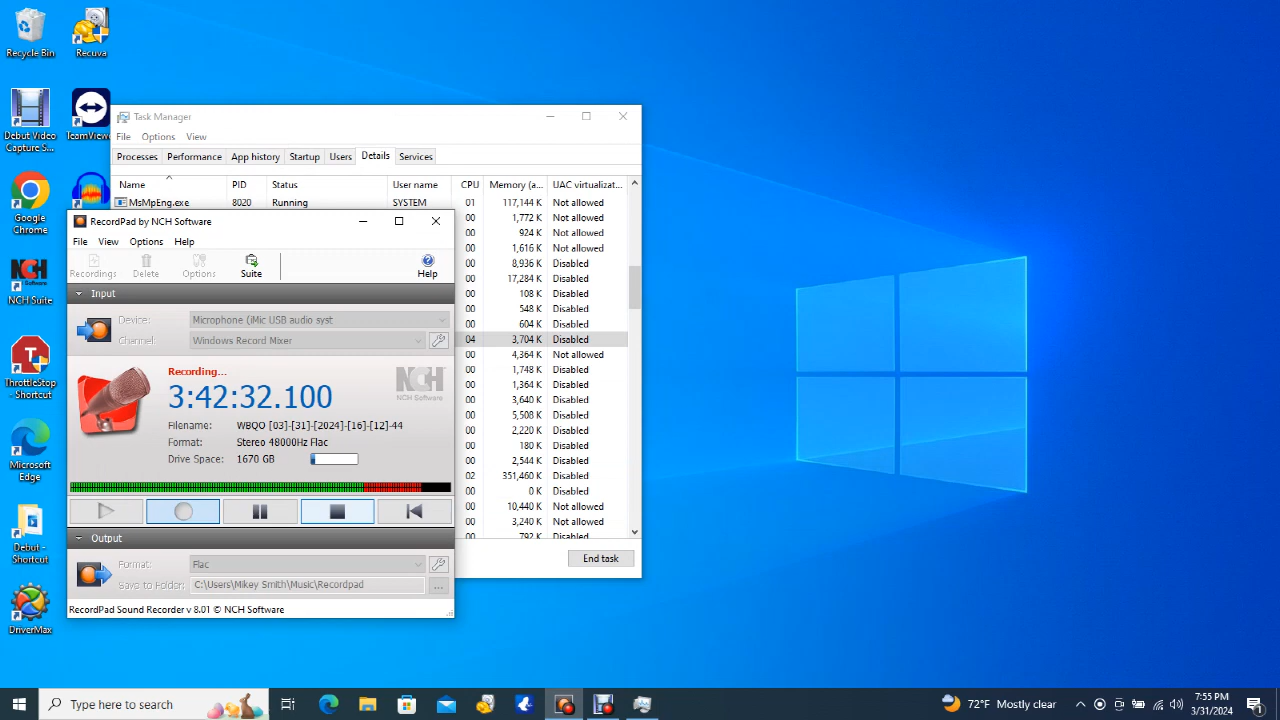 Recycle Bin
Recuva
Debut Video
Capture S...
TeamViewe
Google
Chrome
NCH
Software
NCH Suite
ThrottleStop
- Shortcut
Microsoft
Edge
Debut -
Shortcut
DriverMax
Task Manager
File Options View
Processes Performance App history Startup Users Details Services
Name PID Status User name CPU Memory (a... UAC virtualizat...
MsMpEng.exe 8020 Running SYSTEM 01 117,144 K Not allowed
00 1,772 K Not allowed
00 924 K Not allowed
00 1,616 K Not allowed
00 8,936 K Disabled
00 17,284 K Disabled
00 108 K Disabled
00 548 K Disabled
00 604 K Disabled
04 3,704 K Disabled
00 4,364 K Not allowed
00 1,748 K Disabled
00 1,364 K Disabled
00 3,640 K Disabled
00 5,508 K Disabled
00 2,220 K Disabled
00 180 K Disabled
00 2,544 K Disabled
02 351,460 K Disabled
00 0 K Disabled
00 10,440 K Not allowed
00 3,240 K Not allowed
00 792 K Disabled
End task
RecordPad by NCH Software
File View Options Help
Recordings Delete Options Suite Help
Input
Device: Microphone (iMic USB audio syst
Channel: Windows Record Mixer
Recording...
3:42:32.100
NCH
NCH Software
Filename: WBQO [03]-[31]-[2024]-[16]-[12]-44
Format: Stereo 48000Hz Flac
Drive Space: 1670 GB
Output
Format: Flac
Save to Folder: C:\Users\Mikey Smith\Music\Recordpad
...
RecordPad Sound Recorder v 8.01 © NCH Software
Type here to search
72°F Mostly clear
7:55 PM
3/31/2024
1